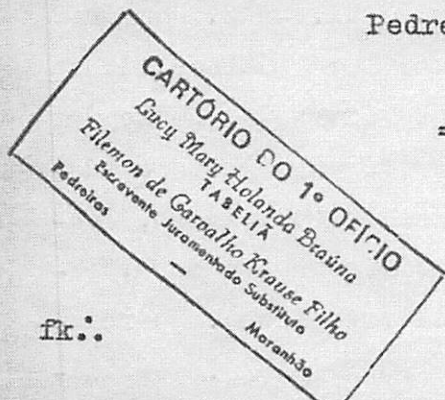 Pedre
=
CARTÓRIO DO 1º OFÍCIO
Lucy Mary Holanda Braúna
TABELIÃ
Filemon de Carvalho Krause Filho
Escrevente Juramentado Substituto
Pedreiras — Maranhão
fk.: